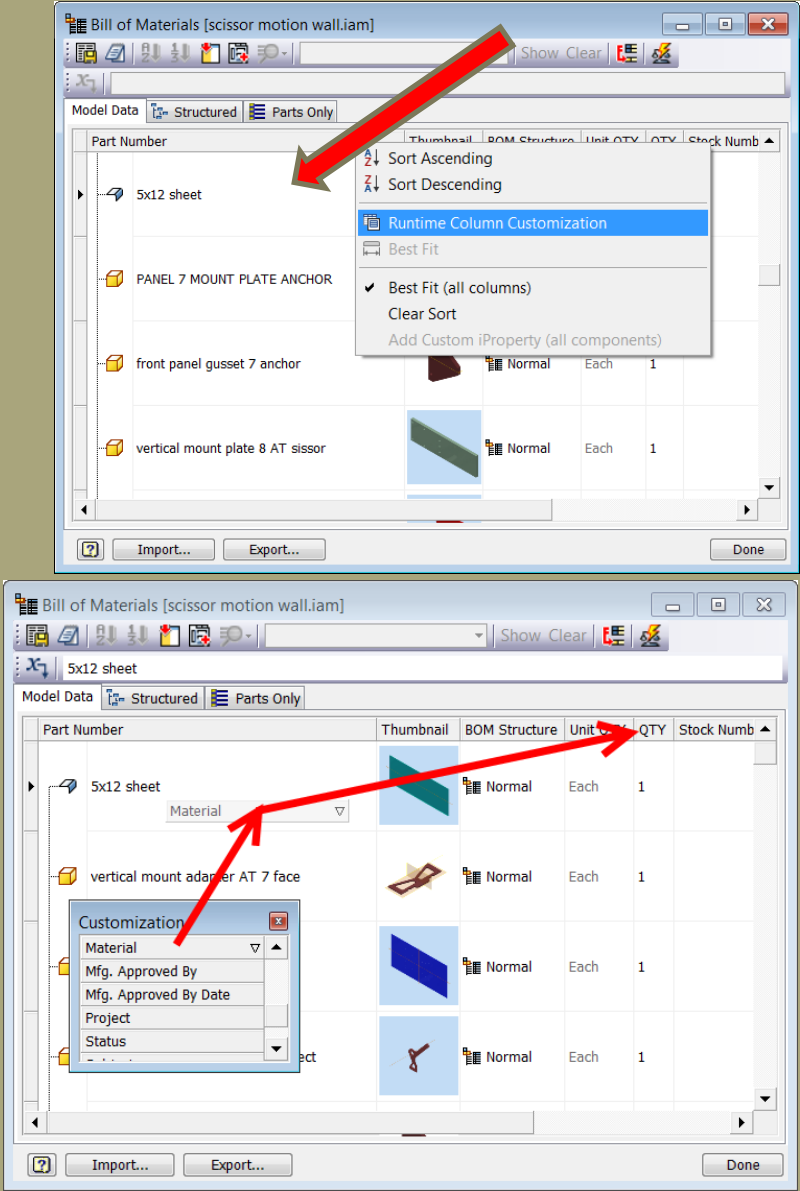 Bill of Materials [scissor motion wall.iam]
Show Clear
Model Data Structured Parts Only
Part Number Thumbnail BOM Structure Unit QTY QTY Stock Numb
Sort Ascending
Sort Descending
5x12 sheet
Runtime Column Customization
Best Fit
PANEL 7 MOUNT PLATE ANCHOR
Best Fit (all columns)
Clear Sort
Add Custom iProperty (all components)
front panel gusset 7 anchor Normal Each 1
vertical mount plate 8 AT sissor Normal Each 1
Import... Export... Done
Bill of Materials [scissor motion wall.iam]
Show Clear
5x12 sheet
Model Data Structured Parts Only
Part Number Thumbnail BOM Structure Unit QTY Stock Numb
5x12 sheet Normal Each 1
Material
vertical mount adapter AT 7 face Normal Each 1
Customization
Material
Mfg. Approved By
Normal Each 1
Mfg. Approved By Date
Project
Status
ect Normal Each 1
Import... Export... Done